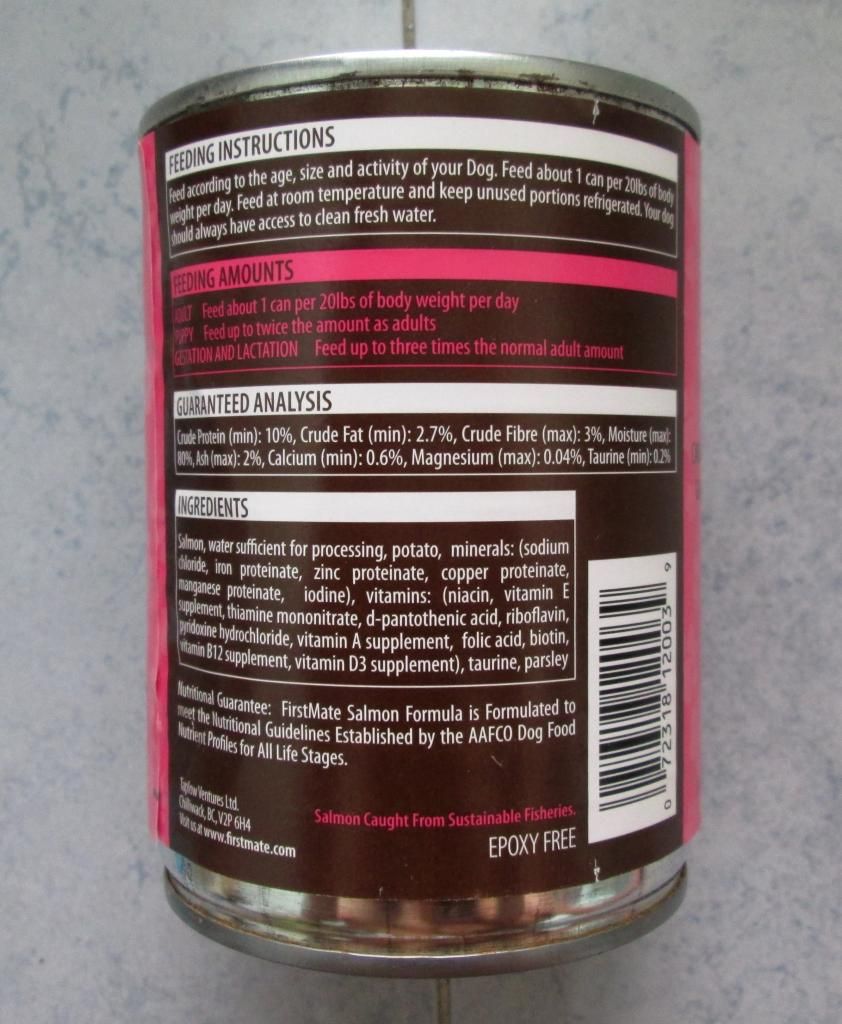 FEEDING INSTRUCTIONS
Feed according to the age, size and activity of your Dog. Feed about 1 can per 20lbs of body
weight per day. Feed at room temperature and keep unused portions refrigerated. Your dog
should always have access to clean fresh water.
FEEDING AMOUNTS
ADULT Feed about 1 can per 20lbs of body weight per day
PUPPY Feed up to twice the amount as adults
GESTATION AND LACTATION Feed up to three times the normal adult amount
GUARANTEED ANALYSIS
Crude Protein (min): 10%, Crude Fat (min): 2.7%, Crude Fibre (max): 3%, Moisture (max):
80%, Ash (max): 2%, Calcium (min): 0.6%, Magnesium (max): 0.04%, Taurine (min): 0.2%
INGREDIENTS
Salmon, water sufficient for processing, potato, minerals: (sodium
chloride, iron proteinate, zinc proteinate, copper proteinate,
manganese proteinate, iodine), vitamins: (niacin, vitamin E
supplement, thiamine mononitrate, d-pantothenic acid, riboflavin,
pyridoxine hydrochloride, vitamin A supplement, folic acid, biotin,
vitamin B12 supplement, vitamin D3 supplement), taurine, parsley
Nutritional Guarantee: FirstMate Salmon Formula is Formulated to
meet the Nutritional Guidelines Established by the AAFCO Dog Food
Nutrient Profiles for All Life Stages.
Taplow Ventures Ltd.
Chilliwack, BC, V2P 6H4
Visit us at www.firstmate.com
Salmon Caught From Sustainable Fisheries.
EPOXY FREE
0 72318 12003 9